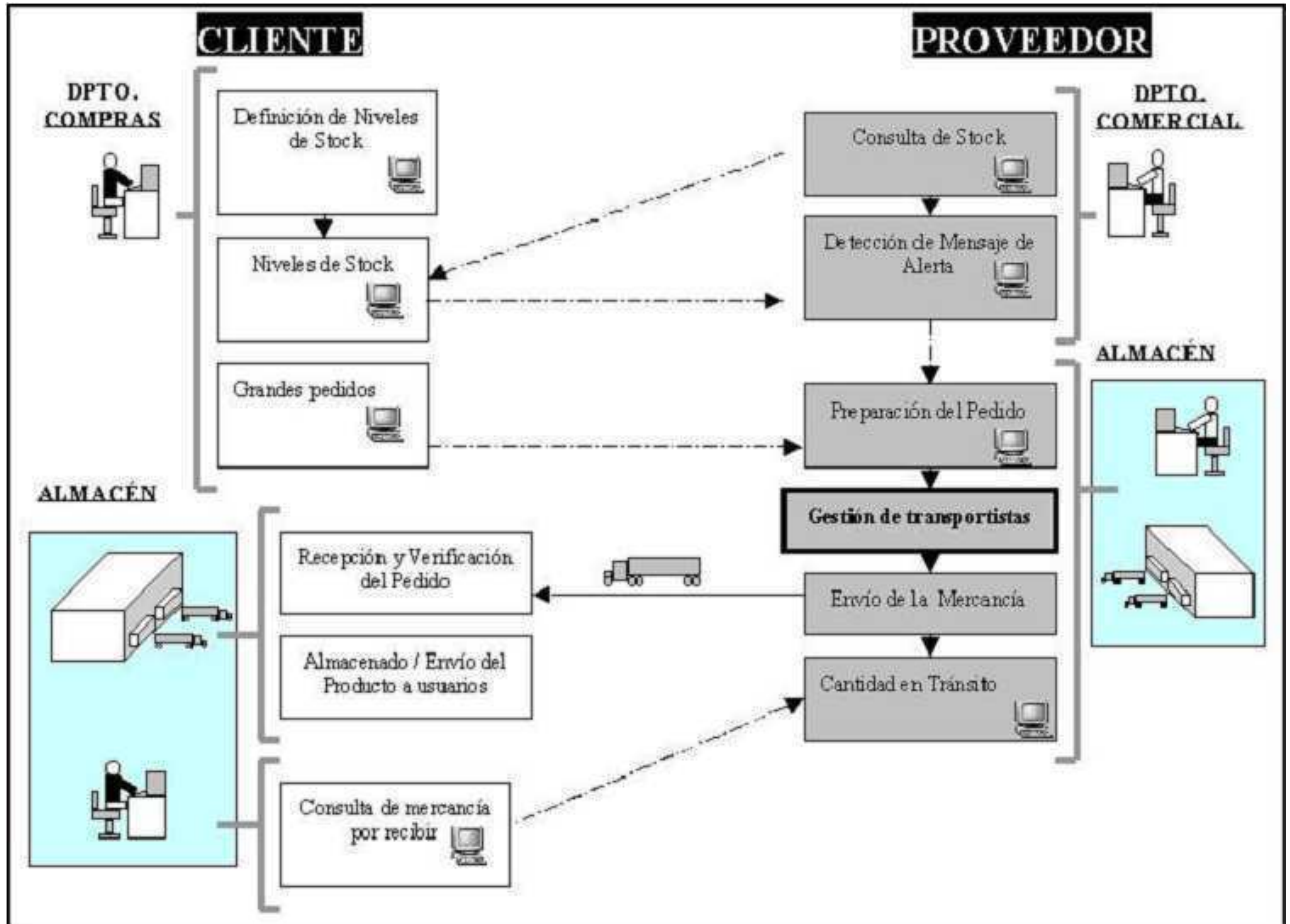 CLIENTE
PROVEEDOR
DPTO.
COMPRAS
Definición de Niveles
de Stock
Niveles de Stock
Grandes pedidos
ALMACÉN
Recepción y Verificación
del Pedido
Almacenado / Envío del
Producto a usuarios
Consulta de mercancía
por recibir
DPTO.
COMERCIAL
Consulta de Stock
Detección de Mensaje de
Alerta
ALMACÉN
Preparación del Pedido
Gestión de transportistas
Envío de la Mercancía
Cantidad en Tránsito